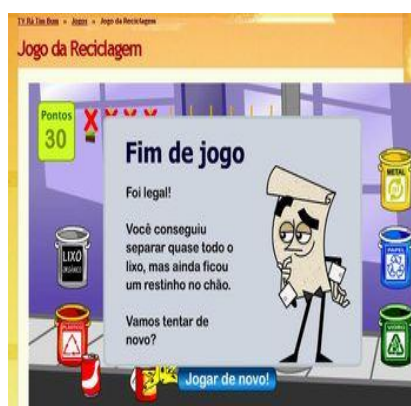 TV Rá Tim Bum » Jogos » Jogo da Reciclagem
Jogo da Reciclagem
Pontos
30
Fim de jogo
Foi legal!
Você conseguiu
separar quase todo o
lixo, mas ainda ficou
um restinho no chão.
Vamos tentar de
novo?
Jogar de novo!
METAL
LIXO
ORGÂNICO
PAPEL
PLÁSTICO
VIDRO